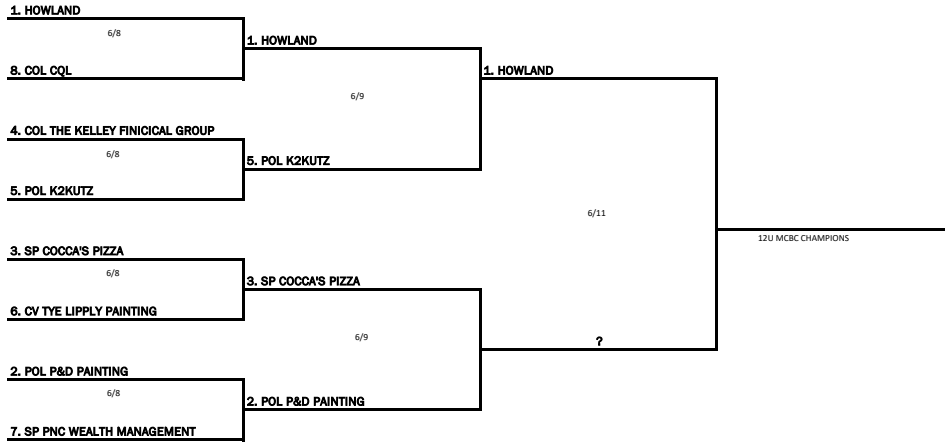 1. HOWLAND
6/8
1. HOWLAND
8. COL CQL
1. HOWLAND
6/9
4. COL THE KELLEY FINICICAL GROUP
6/8
5. POL K2KUTZ
5. POL K2KUTZ
6/11
12U MCBC CHAMPIONS
3. SP COCCA'S PIZZA
6/8
3. SP COCCA'S PIZZA
6. CV TYE LIPPLY PAINTING
6/9
?
2. POL P&D PAINTING
6/8
2. POL P&D PAINTING
7. SP PNC WEALTH MANAGEMENT